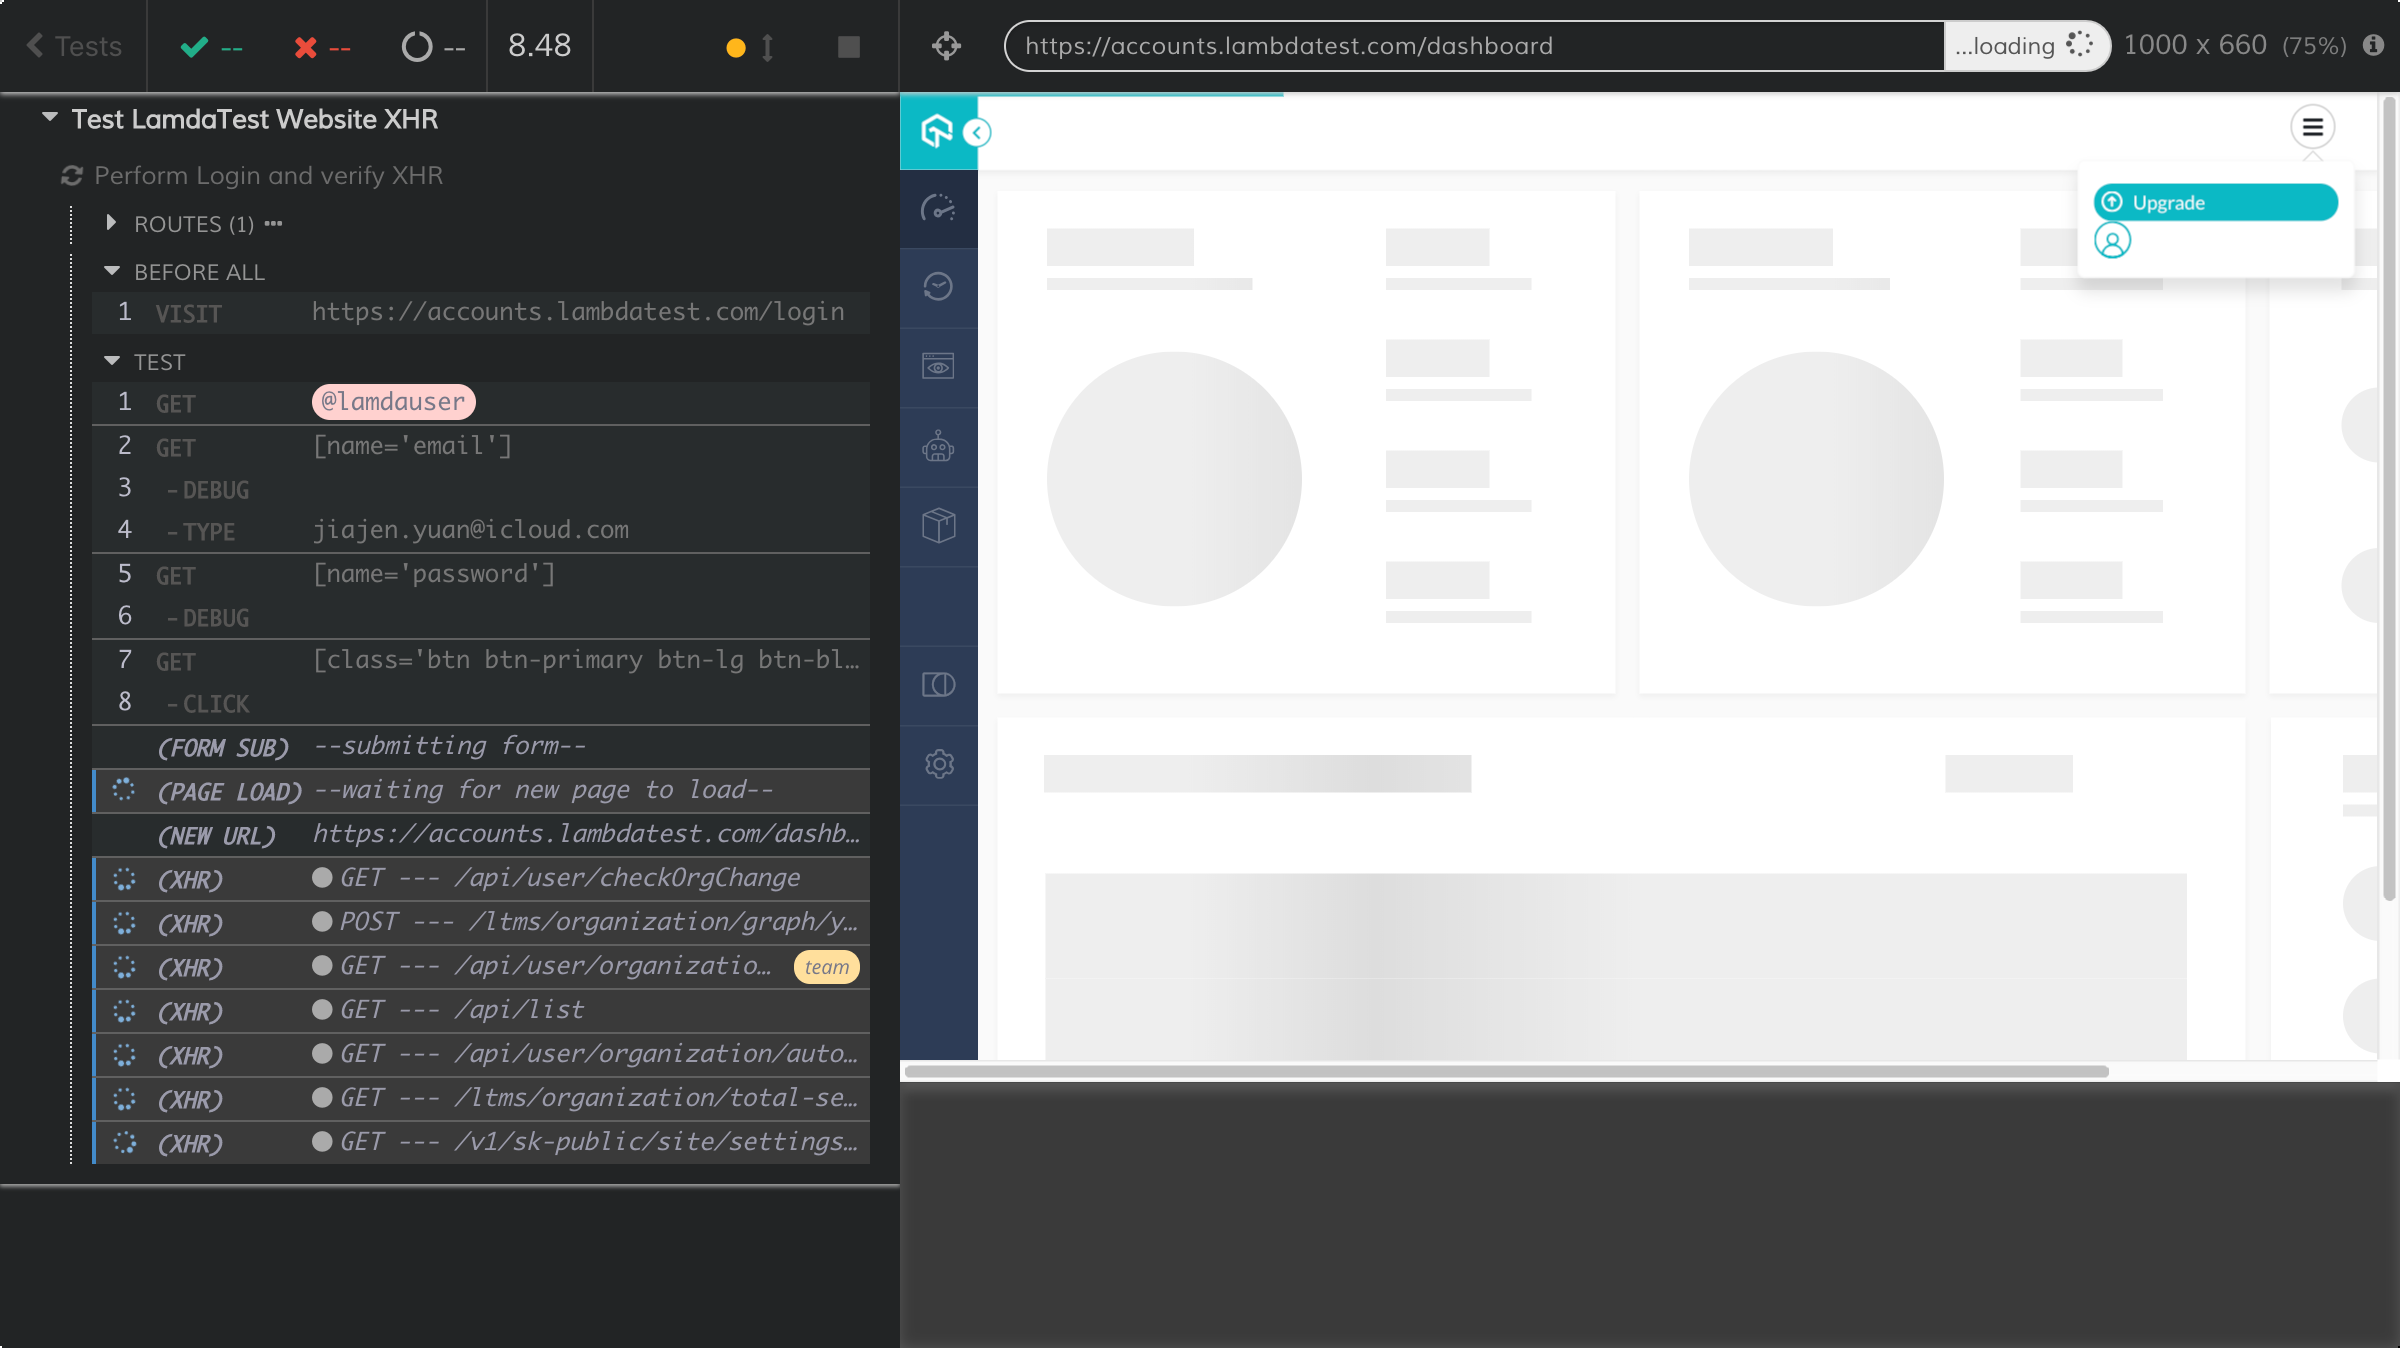 Tests
--
--
--
8.48
https://accounts.lambdatest.com/dashboard
...loading
1000 x 660 (75%)
Test LamdaTest Website XHR
Perform Login and verify XHR
ROUTES (1)
BEFORE ALL
1 VISIT https://accounts.lambdatest.com/login
TEST
1 GET @lamdauser
2 GET [name='email']
3 -DEBUG
4 -TYPE jiajen.yuan@icloud.com
5 GET [name='password']
6 -DEBUG
7 GET [class='btn btn-primary btn-lg btn-bl…
8 -CLICK
(FORM SUB) --submitting form--
(PAGE LOAD) --waiting for new page to load--
(NEW URL) https://accounts.lambdatest.com/dashb…
(XHR) GET --- /api/user/checkOrgChange
(XHR) POST --- /ltms/organization/graph/y…
(XHR) GET --- /api/user/organizatio… team
(XHR) GET --- /api/list
(XHR) GET --- /api/user/organization/auto…
(XHR) GET --- /ltms/organization/total-se…
(XHR) GET --- /v1/sk-public/site/settings…
Upgrade